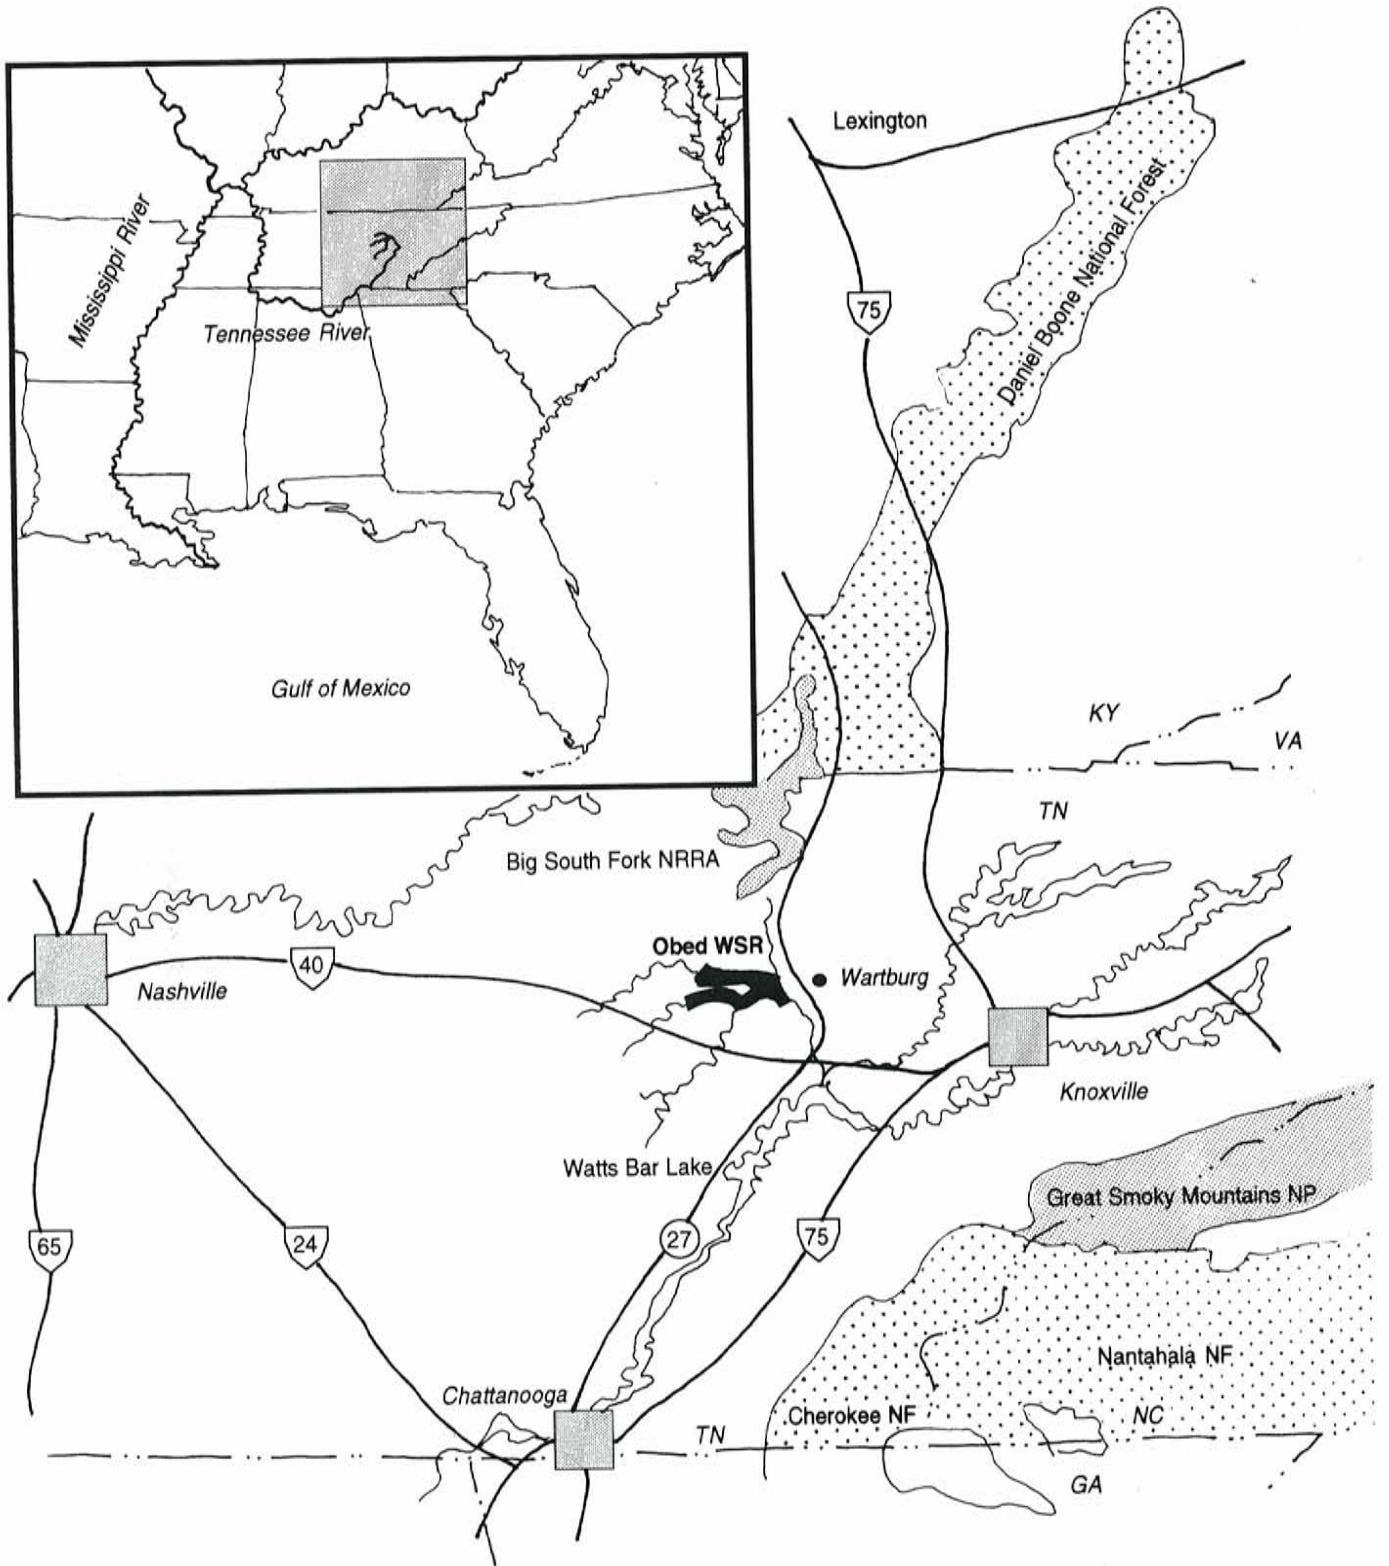 Lexington
Mississippi River
Daniel Boone National Forest
75
Tennessee River
Gulf of Mexico
KY
VA
TN
Big South Fork NRRA
Obed WSR
40
Wartburg
Nashville
Knoxville
Watts Bar Lake
Great Smoky Mountains NP
65
24
27
75
Nantahala NF
Chattanooga
Cherokee NF
NC
TN
GA